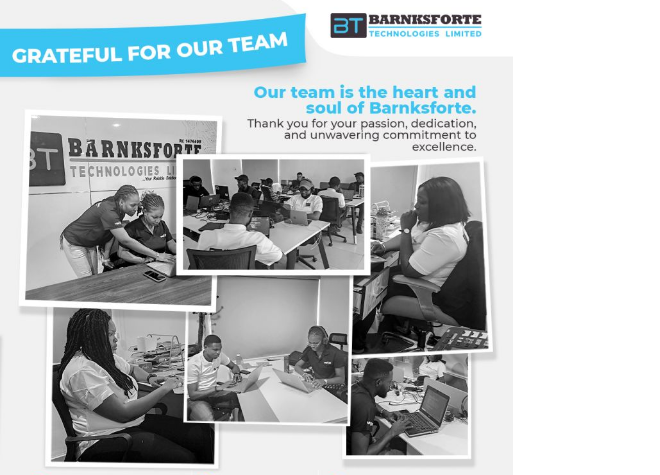 GRATEFUL FOR OUR TEAM
BT BARNKSFORTE
TECHNOLOGIES LIMITED
Our team is the heart and
soul of Barnksforte.
Thank you for your passion, dedication,
and unwavering commitment to
excellence.
BT BARNKSFORTE
TECHNOLOGIES LI